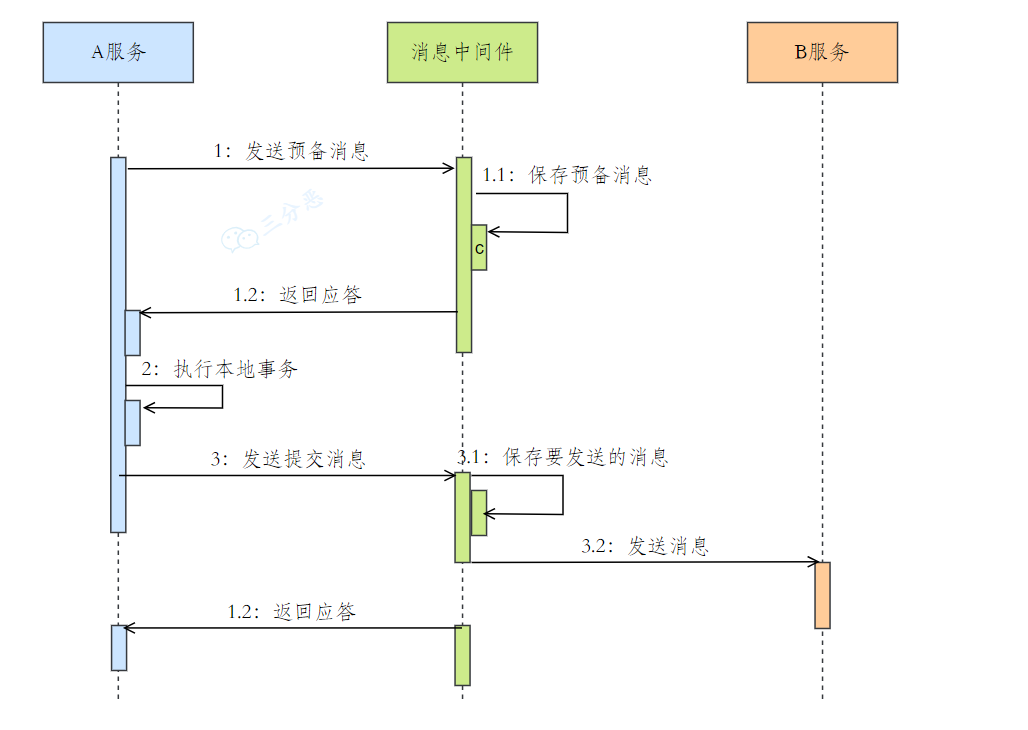 A服务
消息中间件
B服务
1：发送预备消息
1.1：保存预备消息
三分恶
C
1.2：返回应答
2：执行本地事务
3：发送提交消息
3.1：保存要发送的消息
3.2：发送消息
1.2：返回应答